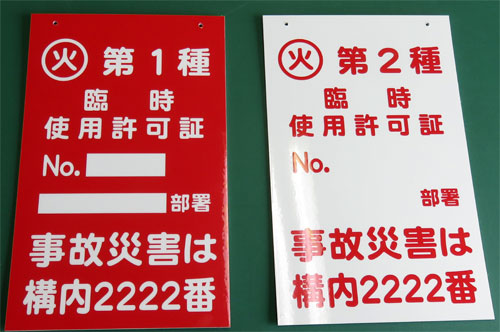 火 第1種
臨 時
使用許可証
No.
部署
事故災害は
構内2222番
火 第2種
臨 時
使用許可証
No.
部署
事故災害は
構内2222番